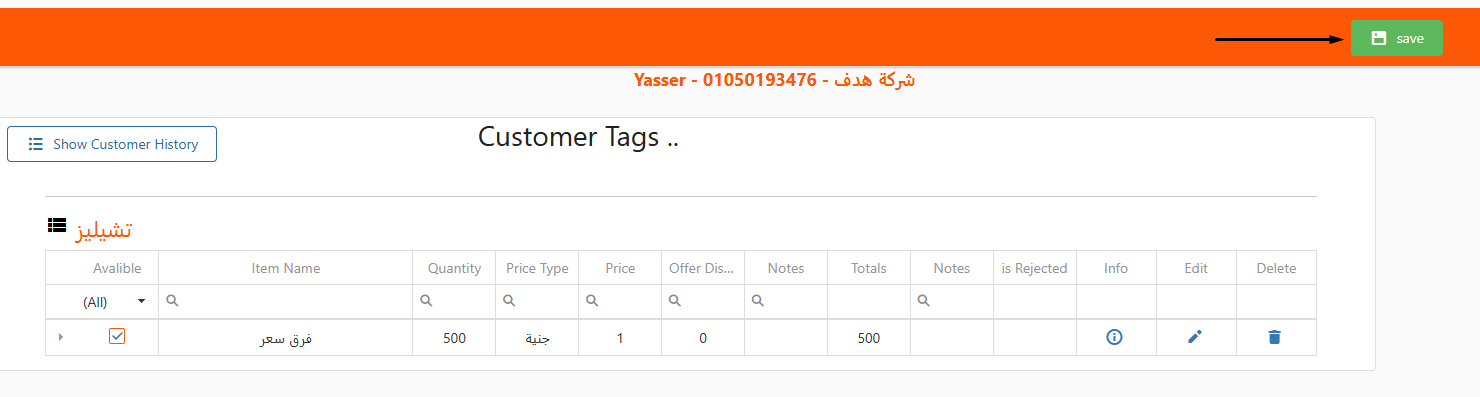 save
شركة هدف - Yasser - 01050193476
Show Customer History
Customer Tags ..
تشيليز
Avalible Item Name Quantity Price Type Price Offer Dis... Notes Totals Notes is Rejected Info Edit Delete
(All)
فرق سعر 500 جنية 1 0 500